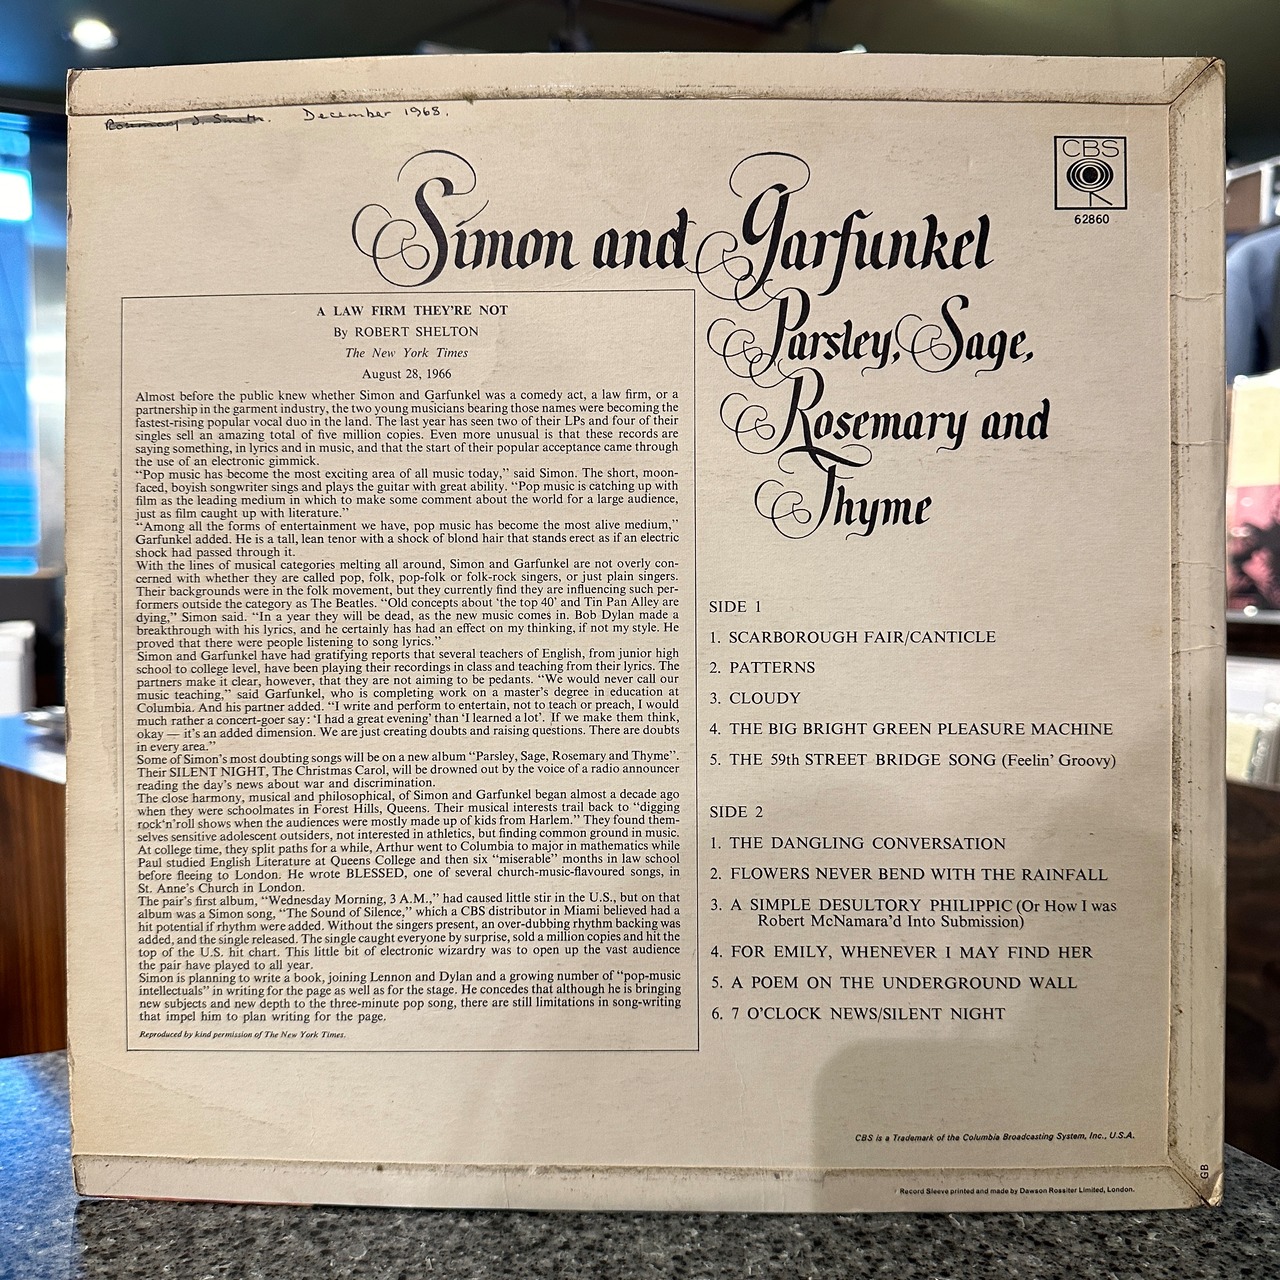 Rosemary J. Smith. December 1968.
CBS
62860
Simon and Garfunkel
Parsley, Sage,
Rosemary and
Thyme
A LAW FIRM THEY'RE NOT
By ROBERT SHELTON
The New York Times
August 28, 1966
Almost before the public knew whether Simon and Garfunkel was a comedy act, a law firm, or a
partnership in the garment industry, the two young musicians bearing those names were becoming the
fastest-rising popular vocal duo in the land. The last year has seen two of their LPs and four of their
singles sell an amazing total of five million copies. Even more unusual is that these records are
saying something, in lyrics and in music, and that the start of their popular acceptance came through
the use of an electronic gimmick.
“Pop music has become the most exciting area of all music today,” said Simon. The short, moon-
faced, boyish songwriter sings and plays the guitar with great ability. “Pop music is catching up with
film as the leading medium in which to make some comment about the world for a large audience,
just as film caught up with literature.”
“Among all the forms of entertainment we have, pop music has become the most alive medium,”
Garfunkel added. He is a tall, lean tenor with a shock of blond hair that stands erect as if an electric
shock had passed through it.
With the lines of musical categories melting all around, Simon and Garfunkel are not overly con-
cerned with whether they are called pop, folk, pop-folk or folk-rock singers, or just plain singers.
Their backgrounds were in the folk movement, but they currently find they are influencing such per-
formers outside the category as The Beatles. “Old concepts about ‘the top 40’ and Tin Pan Alley are
dying,” Simon said. “In a year they will be dead, as the new music comes in. Bob Dylan made a
breakthrough with his lyrics, and he certainly has had an effect on my thinking, if not my style. He
proved that there were people listening to song lyrics.”
Simon and Garfunkel have had gratifying reports that several teachers of English, from junior high
school to college level, have been playing their recordings in class and teaching from their lyrics. The
partners make it clear, however, that they are not aiming to be pedants. “We would never call our
music teaching,” said Garfunkel, who is completing work on a master's degree in education at
Columbia. And his partner added. “I write and perform to entertain, not to teach or preach, I would
much rather a concert-goer say: ‘I had a great evening’ than ‘I learned a lot’. If we make them think,
okay — it's an added dimension. We are just creating doubts and raising questions. There are doubts
in every area.”
Some of Simon's most doubting songs will be on a new album “Parsley, Sage, Rosemary and Thyme”.
Their SILENT NIGHT, The Christmas Carol, will be drowned out by the voice of a radio announcer
reading the day's news about war and discrimination.
The close harmony, musical and philosophical, of Simon and Garfunkel began almost a decade ago
when they were schoolmates in Forest Hills, Queens. Their musical interests trail back to “digging
rock'n'roll shows when the audiences were mostly made up of kids from Harlem.” They found them-
selves sensitive adolescent outsiders, not interested in athletics, but finding common ground in music.
At college time, they split paths for a while, Arthur went to Columbia to major in mathematics while
Paul studied English Literature at Queens College and then six “miserable” months in law school
before fleeing to London. He wrote BLESSED, one of several church-music-flavoured songs, in
St. Anne's Church in London.
The pair's first album, “Wednesday Morning, 3 A.M.,” had caused little stir in the U.S., but on that
album was a Simon song, “The Sound of Silence,” which a CBS distributor in Miami believed had a
hit potential if rhythm were added. Without the singers present, an over-dubbing rhythm backing was
added, and the single released. The single caught everyone by surprise, sold a million copies and hit the
top of the U.S. hit chart. This little bit of electronic wizardry was to open up the vast audience
the pair have played to all year.
Simon is planning to write a book, joining Lennon and Dylan and a growing number of “pop-music
intellectuals” in writing for the page as well as for the stage. He concedes that although he is bringing
new subjects and new depth to the three-minute pop song, there are still limitations in song-writing
that impel him to plan writing for the page.
Reproduced by kind permission of The New York Times.
SIDE 1
1. SCARBOROUGH FAIR/CANTICLE
2. PATTERNS
3. CLOUDY
4. THE BIG BRIGHT GREEN PLEASURE MACHINE
5. THE 59th STREET BRIDGE SONG (Feelin' Groovy)
SIDE 2
1. THE DANGLING CONVERSATION
2. FLOWERS NEVER BEND WITH THE RAINFALL
3. A SIMPLE DESULTORY PHILIPPIC (Or How I was
Robert McNamara'd Into Submission)
4. FOR EMILY, WHENEVER I MAY FIND HER
5. A POEM ON THE UNDERGROUND WALL
6. 7 O'CLOCK NEWS/SILENT NIGHT
CBS is a Trademark of the Columbia Broadcasting System, Inc., U.S.A.
GB
Record Sleeve printed and made by Dawson Rossiter Limited, London.